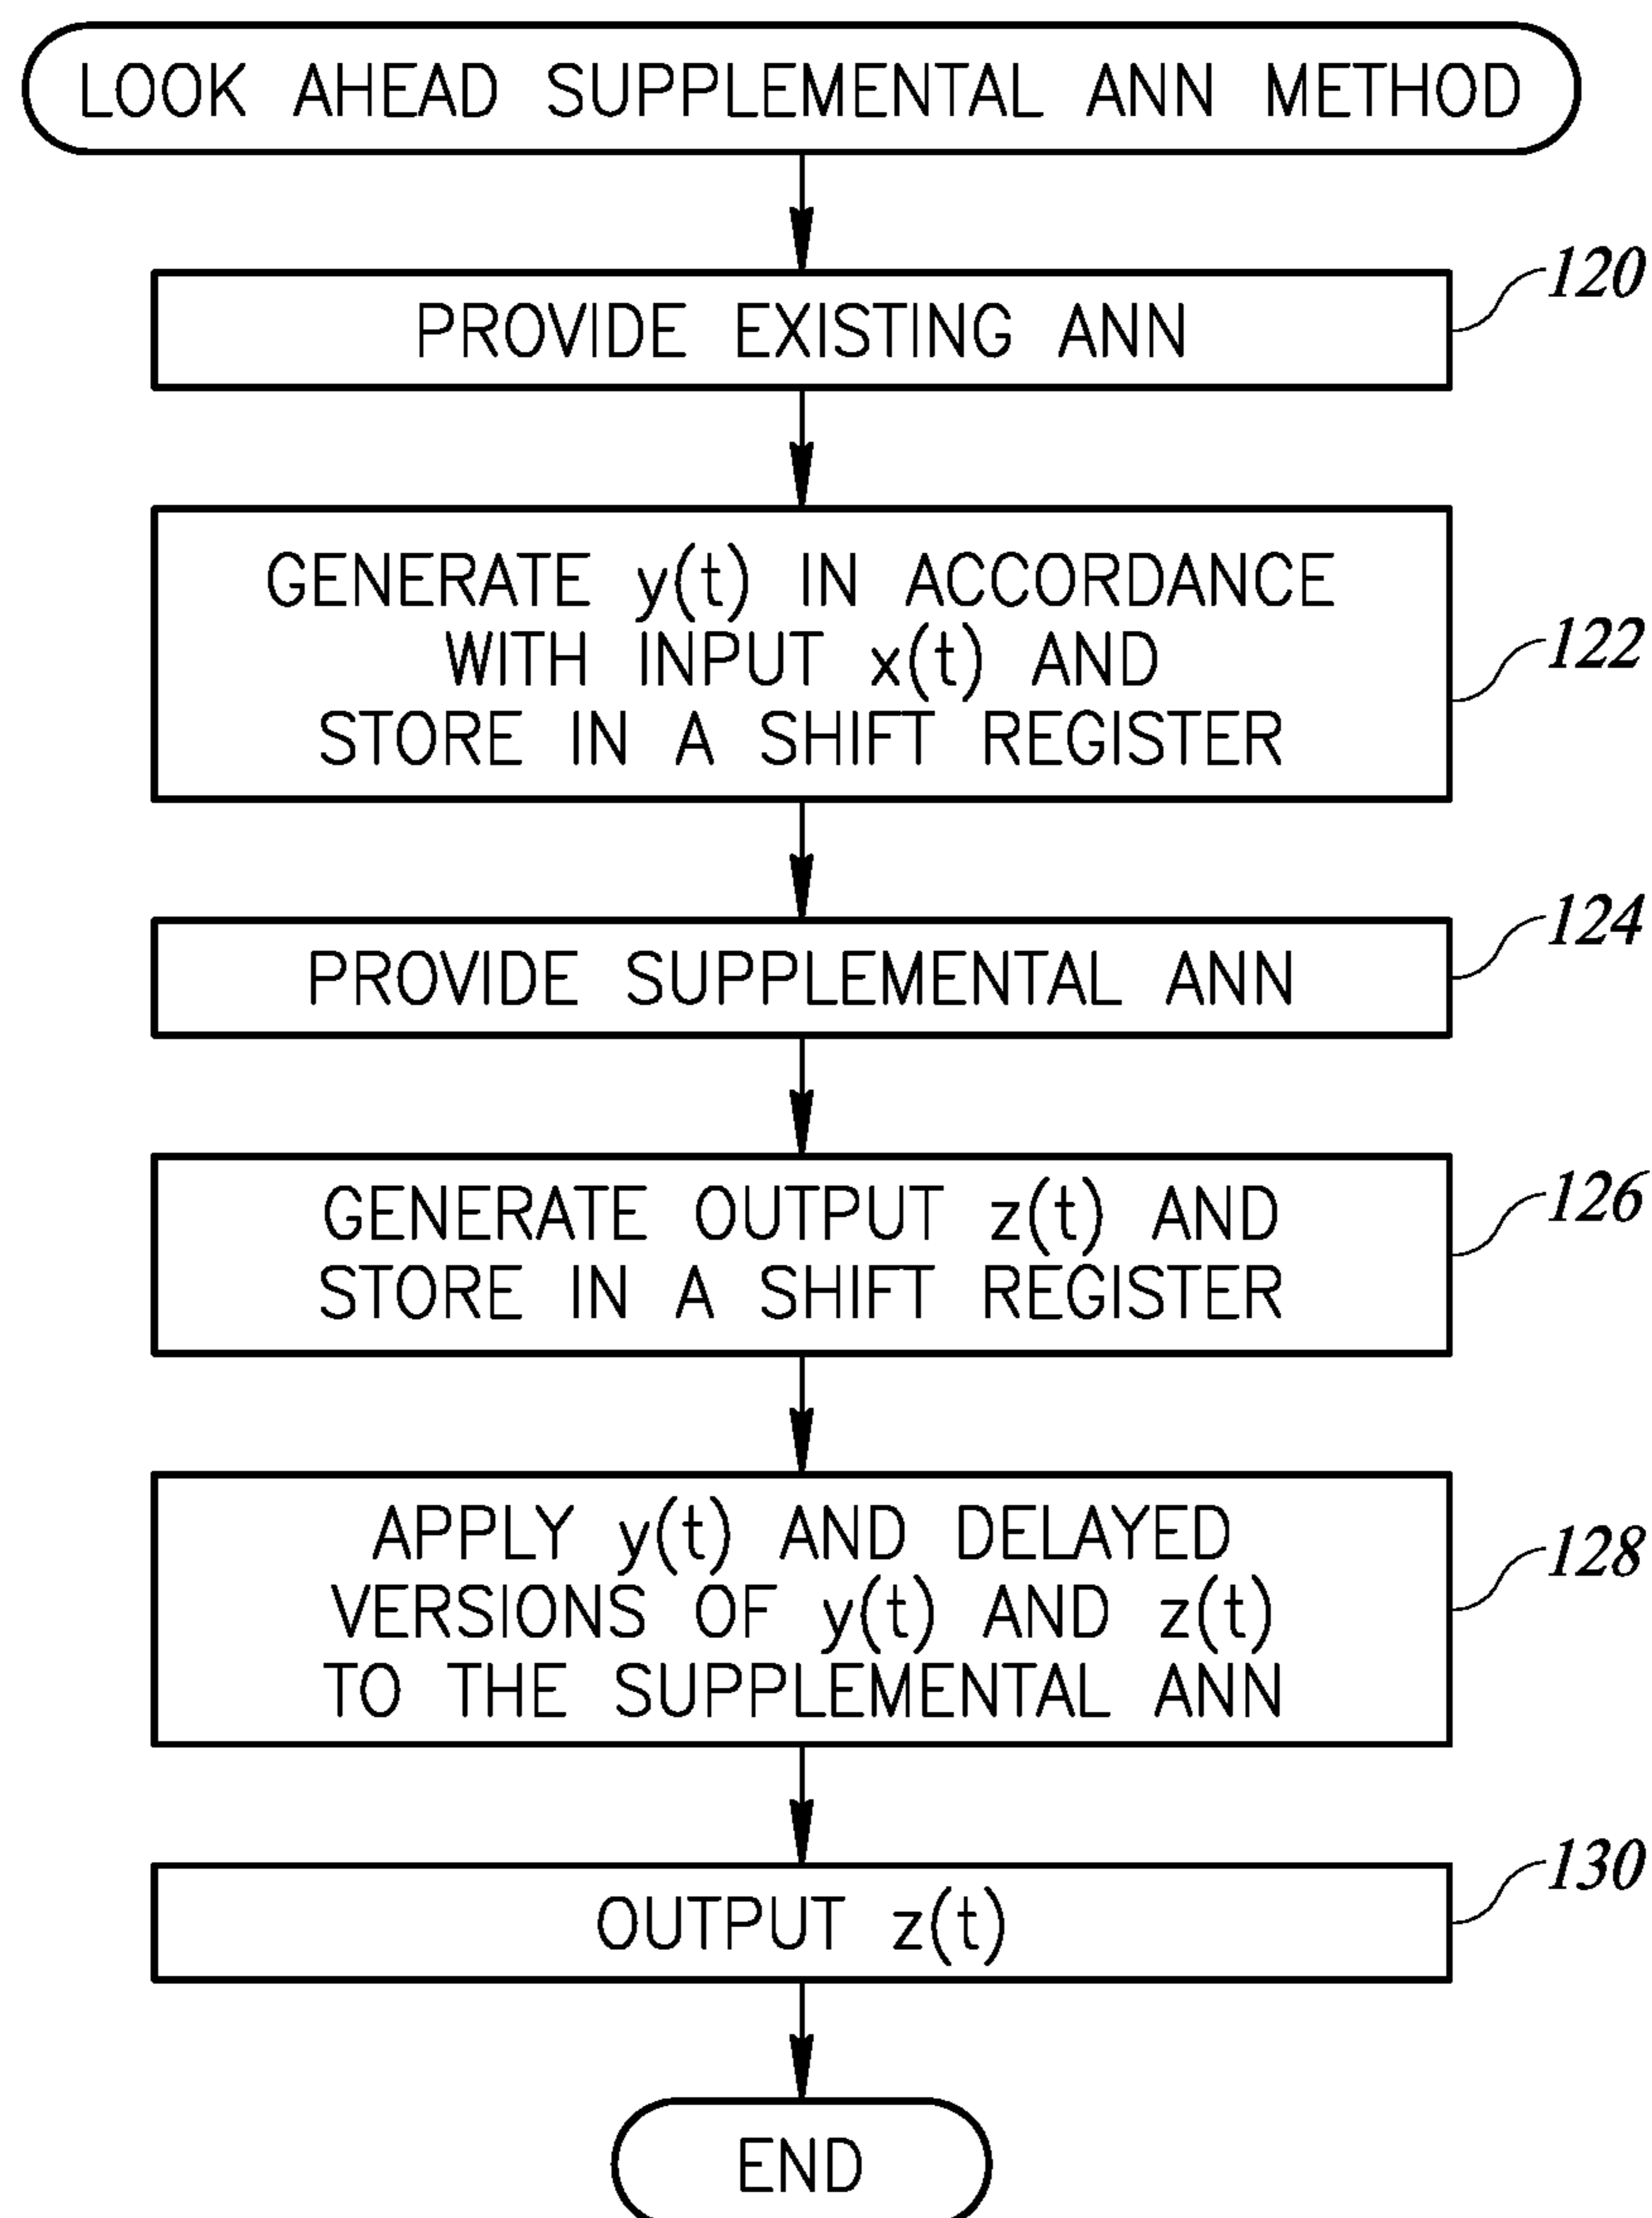 LOOK AHEAD SUPPLEMENTAL ANN METHOD
PROVIDE EXISTING ANN
120
GENERATE y(t) IN ACCORDANCE
WITH INPUT x(t) AND
STORE IN A SHIFT REGISTER
122
PROVIDE SUPPLEMENTAL ANN
124
GENERATE OUTPUT z(t) AND
STORE IN A SHIFT REGISTER
126
APPLY y(t) AND DELAYED
VERSIONS OF y(t) AND z(t)
TO THE SUPPLEMENTAL ANN
128
OUTPUT z(t)
130
END